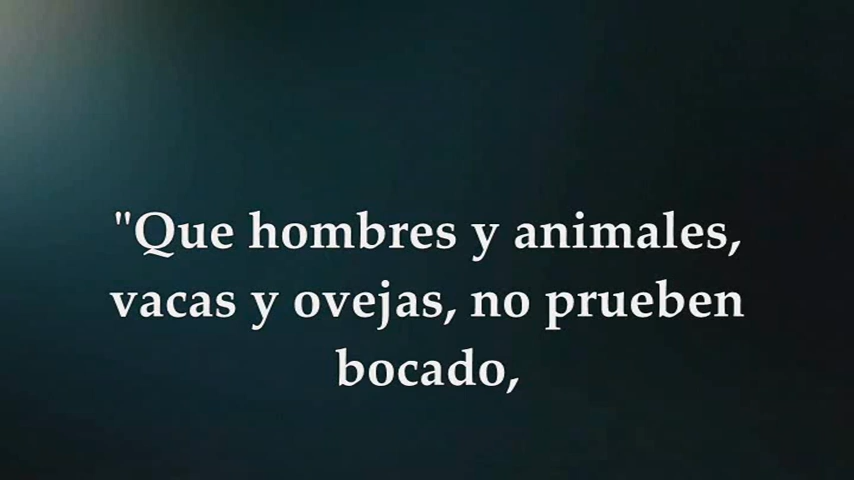 "Que hombres y animales,
vacas y ovejas, no prueben
bocado,